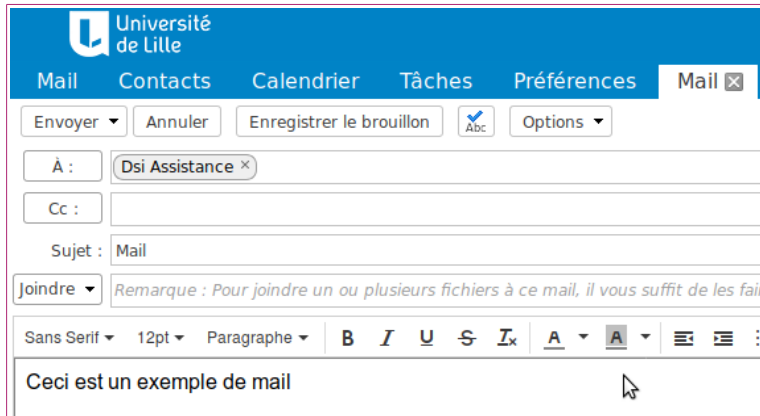 Université
de Lille
Mail Contacts Calendrier Tâches Préférences Mail
Envoyer Annuler Enregistrer le brouillon Abc Options
À : Dsi Assistance ×
Cc :
Sujet : Mail
Joindre Remarque : Pour joindre un ou plusieurs fichiers à ce mail, il vous suffit de les fai
Sans Serif 12pt Paragraphe B I U S Tx A A
Ceci est un exemple de mail